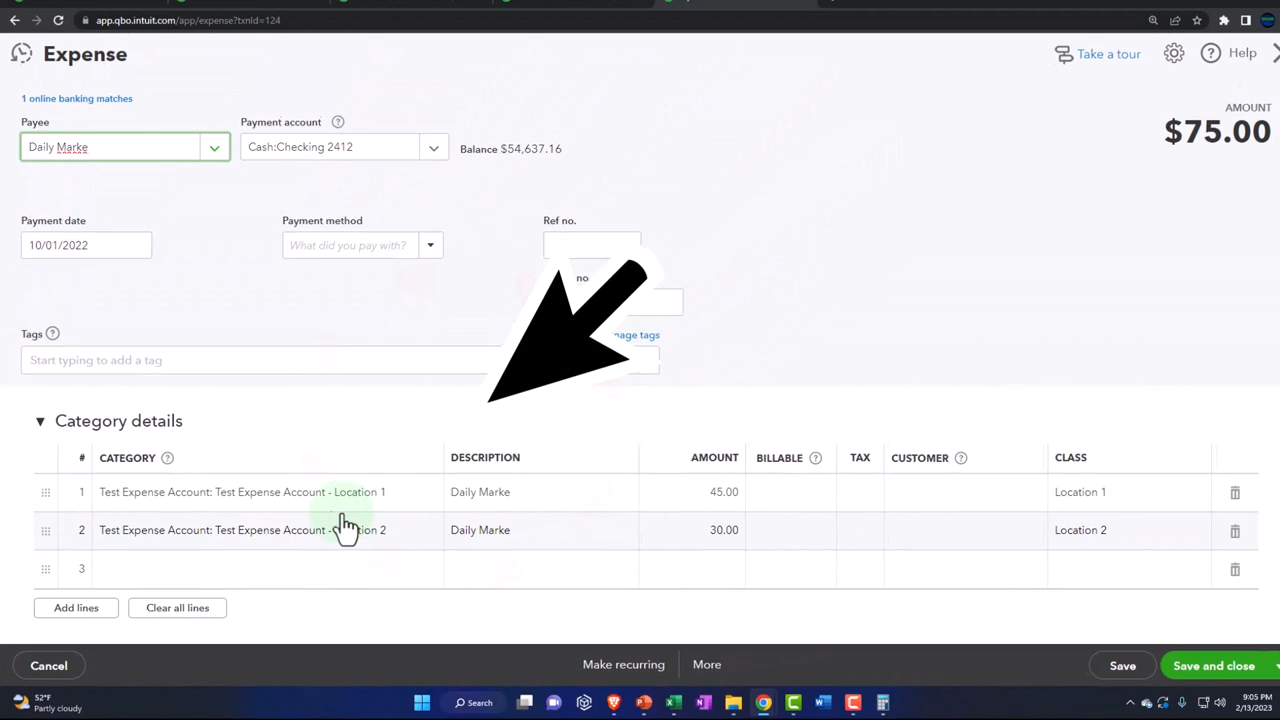 app.qbo.intuit.com/app/expense?txnId=124
Expense
Take a tour
Help
1 online banking matches
AMOUNT
$75.00
Payee
Payment account
Daily Marke
Cash:Checking 2412
Balance $54,637.16
Payment date
Payment method
Ref no.
10/01/2022
What did you pay with?
no
Tags
tags
Start typing to add a tag
Category details
# CATEGORY DESCRIPTION AMOUNT BILLABLE TAX CUSTOMER CLASS
1 Test Expense Account: Test Expense Account - Location 1 Daily Marke 45.00 Location 1
2 Test Expense Account: Test Expense Account - 2 Daily Marke 30.00 Location 2
3
Add lines
Clear all lines
Cancel
Make recurring
More
Save
Save and close
52°F
Partly cloudy
Search
9:05 PM
2/13/2023